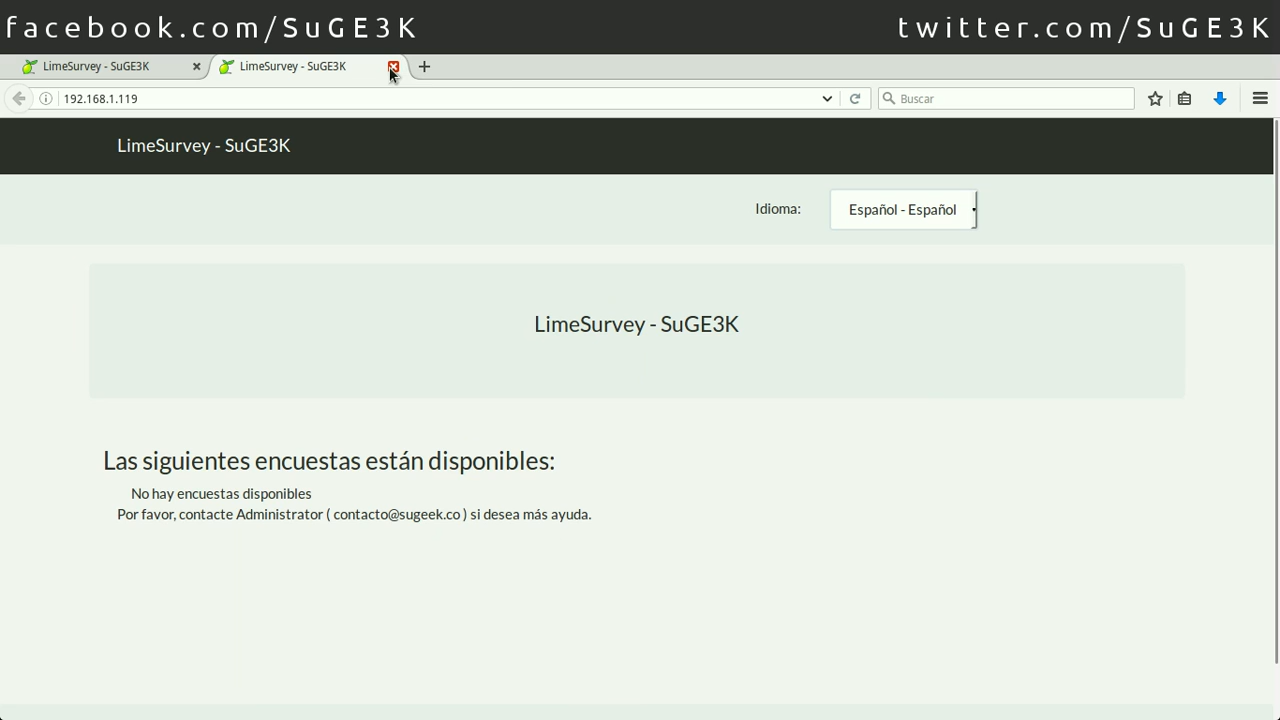 facebook.com/SuGE3K
twitter.com/SuGE3K
LimeSurvey - SuGE3K
LimeSurvey - SuGE3K
192.168.1.119
Buscar
LimeSurvey - SuGE3K
Idioma:
Español - Español
LimeSurvey - SuGE3K
Las siguientes encuestas están disponibles:
No hay encuestas disponibles
Por favor, contacte Administrator ( contacto@sugeek.co ) si desea más ayuda.